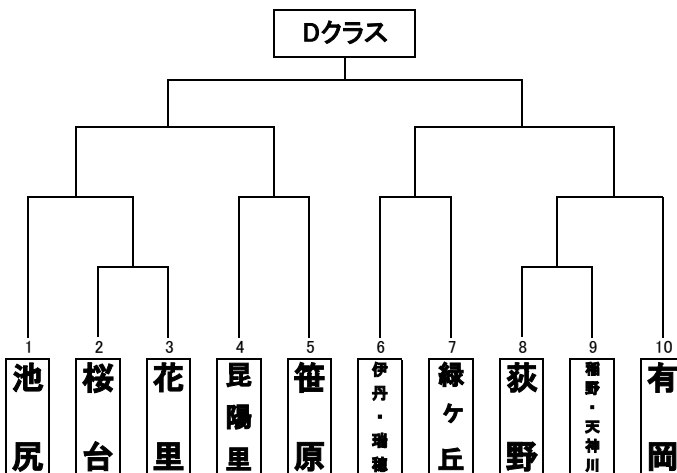 Dクラス
1 2 3 4 5 6 7 8 9 10
池尻
桜台
花里
昆陽里
笹原
伊丹・瑞穂
緑ヶ丘
荻野
稲野・天神川
有岡